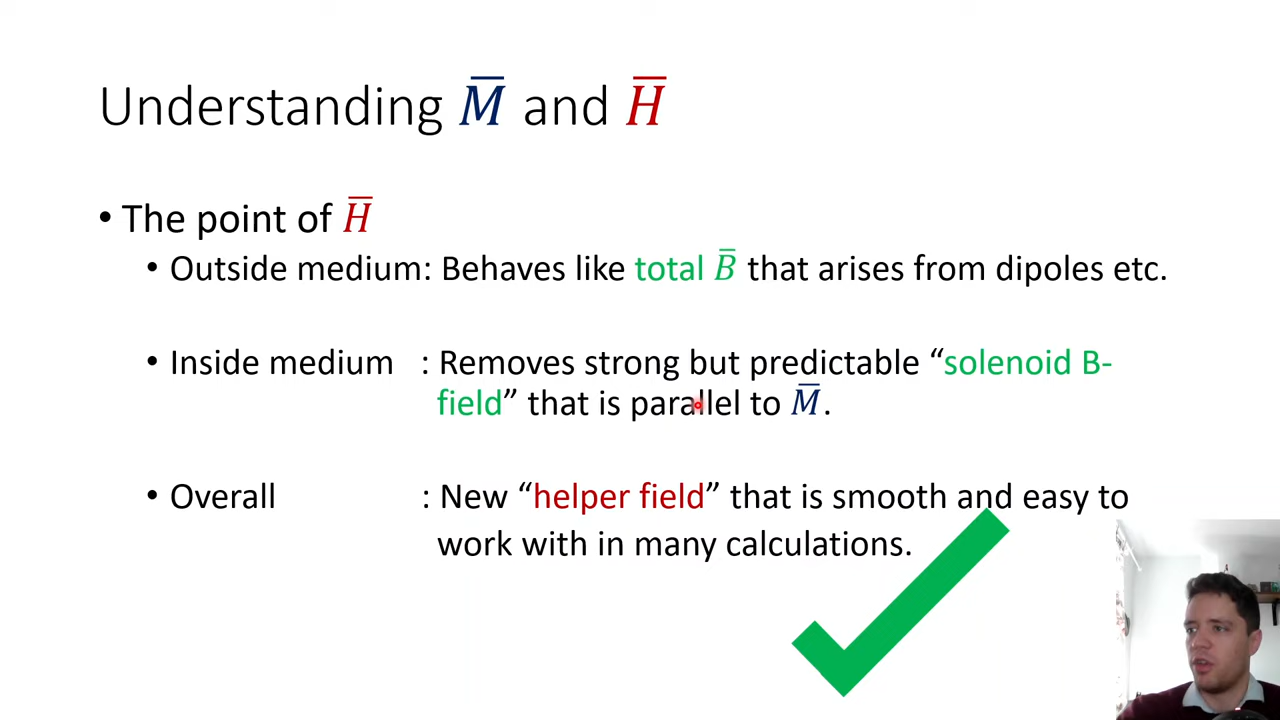 Understanding M̅ and H̅
• The point of H̅
• Outside medium: Behaves like total B̅ that arises from dipoles etc.
• Inside medium : Removes strong but predictable “solenoid B-
field” that is parallel to M̅.
• Overall : New “helper field” that is smooth and easy to
work with in many calculations.